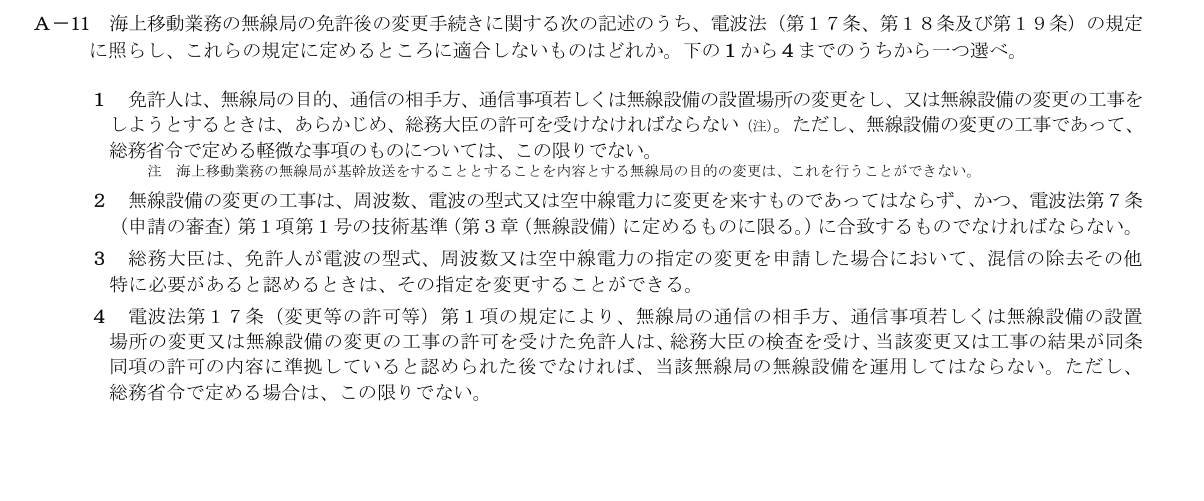 A－11　海上移動業務の無線局の免許後の変更手続きに関する次の記述のうち、電波法（第１７条、第１８条及び第１９条）の規定
に照らし、これらの規定に定めるところに適合しないものはどれか。下の1から4までのうちから一つ選べ。
1　免許人は、無線局の目的、通信の相手方、通信事項若しくは無線設備の設置場所の変更をし、又は無線設備の変更の工事を
しようとするときは、あらかじめ、総務大臣の許可を受けなければならない（注）。ただし、無線設備の変更の工事であって、
総務省令で定める軽微な事項のものについては、この限りでない。
注　海上移動業務の無線局が基幹放送をすることとすることを内容とする無線局の目的の変更は、これを行うことができない。
2　無線設備の変更の工事は、周波数、電波の型式又は空中線電力に変更を来すものであってはならず、かつ、電波法第７条
（申請の審査）第１項第１号の技術基準（第３章（無線設備）に定めるものに限る。）に合致するものでなければならない。
3　総務大臣は、免許人が電波の型式、周波数又は空中線電力の指定の変更を申請した場合において、混信の除去その他
特に必要があると認めるときは、その指定を変更することができる。
4　電波法第１７条（変更等の許可等）第１項の規定により、無線局の通信の相手方、通信事項若しくは無線設備の設置
場所の変更又は無線設備の変更の工事の許可を受けた免許人は、総務大臣の検査を受け、当該変更又は工事の結果が同条
同項の許可の内容に準拠していると認められた後でなければ、当該無線局の無線設備を運用してはならない。ただし、
総務省令で定める場合は、この限りでない。